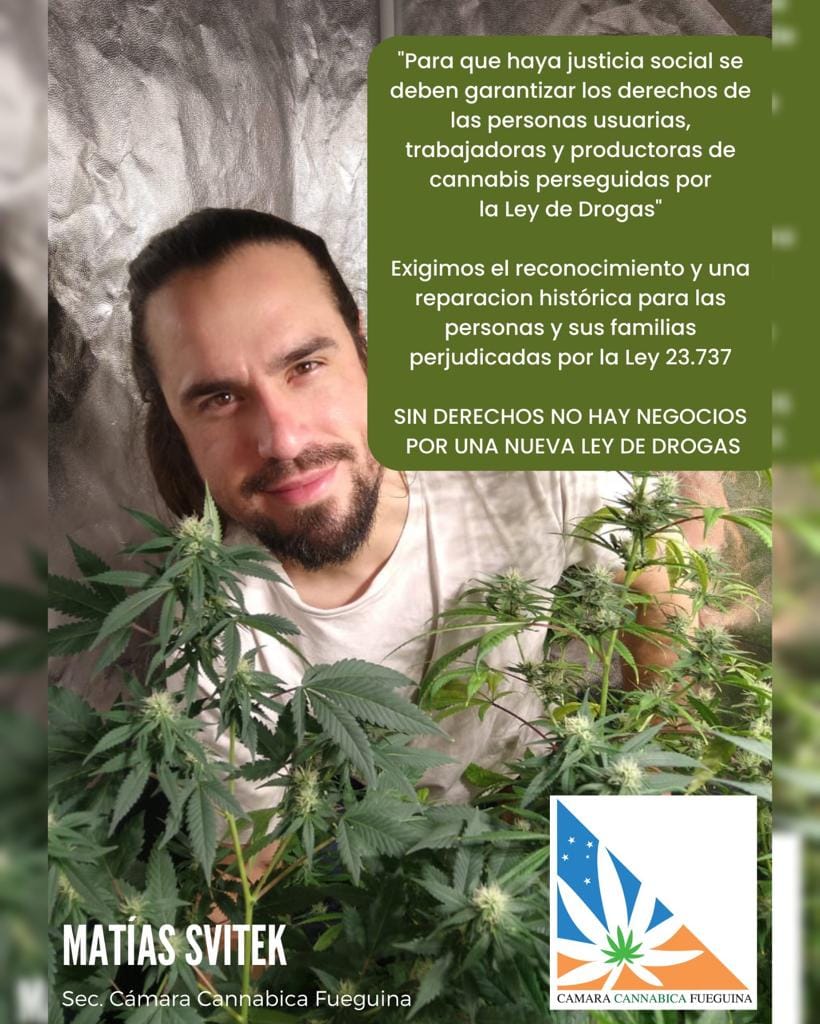 "Para que haya justicia social se
deben garantizar los derechos de
las personas usuarias,
trabajadoras y productoras de
cannabis perseguidas por
la Ley de Drogas"
Exigimos el reconocimiento y una
reparacion histórica para las
personas y sus familias
perjudicadas por la Ley 23.737
SIN DERECHOS NO HAY NEGOCIOS
POR UNA NUEVA LEY DE DROGAS
MATÍAS SVITEK
Sec. Cámara Cannabica Fueguina
CAMARA CANNABICA FUEGUINA